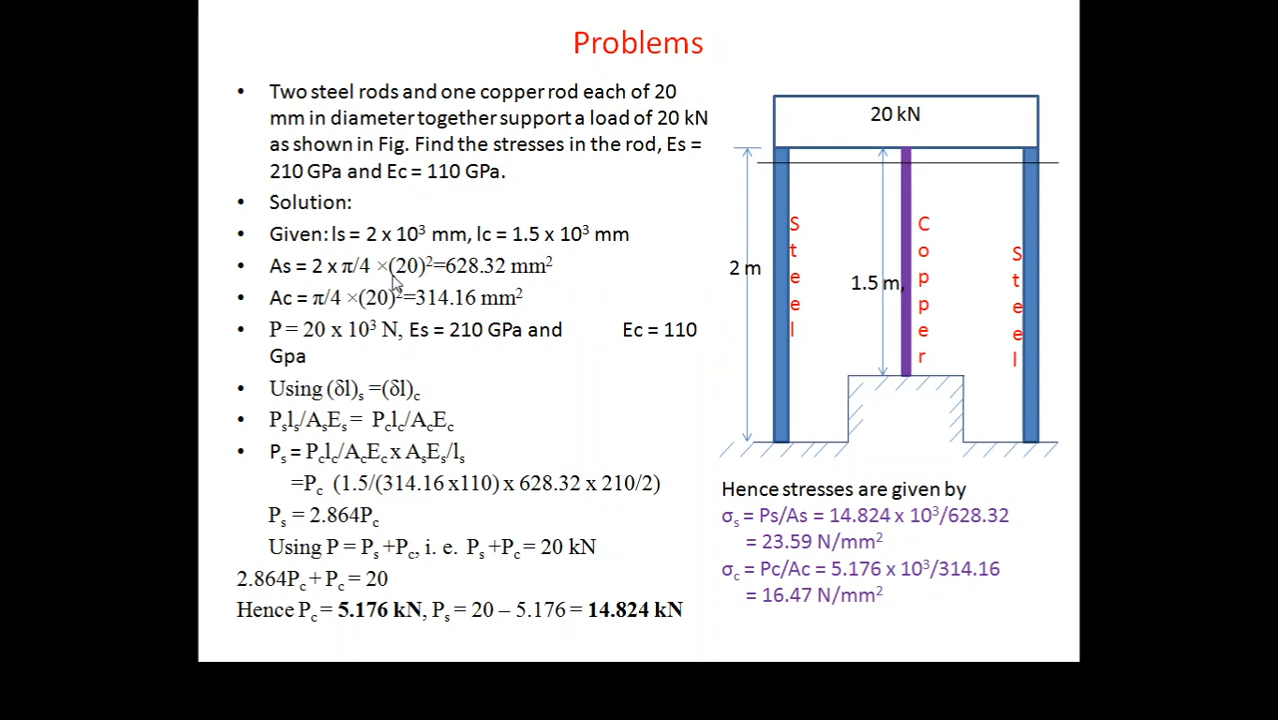 Problems
• Two steel rods and one copper rod each of 20
mm in diameter together support a load of 20 kN
as shown in Fig. Find the stresses in the rod, Es =
210 GPa and Ec = 110 GPa.
• Solution:
• Given: ls = 2 x 10³ mm, lc = 1.5 x 10³ mm
• As = 2 x π/4 ×(20)²=628.32 mm²
• Ac = π/4 ×(20)²=314.16 mm²
• P = 20 x 10³ N, Es = 210 GPa and Ec = 110
Gpa
• Using (δl)ₛ =(δl)c
• Pₛlₛ/AₛEₛ = Pclc/AcEc
• Pₛ = Pclc/AcEc x AₛEₛ/lₛ
=Pc (1.5/(314.16 x110) x 628.32 x 210/2)
Pₛ = 2.864Pc
Using P = Pₛ +Pc, i. e. Pₛ +Pc = 20 kN
2.864Pc + Pc = 20
Hence Pc = 5.176 kN, Pₛ = 20 – 5.176 = 14.824 kN
20 kN
Steel
2 m
1.5 m,
Copper
Steel
Hence stresses are given by
σₛ = Ps/As = 14.824 x 10³/628.32
= 23.59 N/mm²
σc = Pc/Ac = 5.176 x 10³/314.16
= 16.47 N/mm²